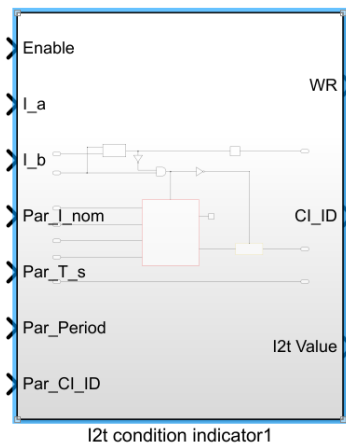 Enable
I_a
I_b
Par_I_nom
Par_T_s
Par_Period
Par_CI_ID
WR
CI_ID
I2t Value
I2t condition indicator1